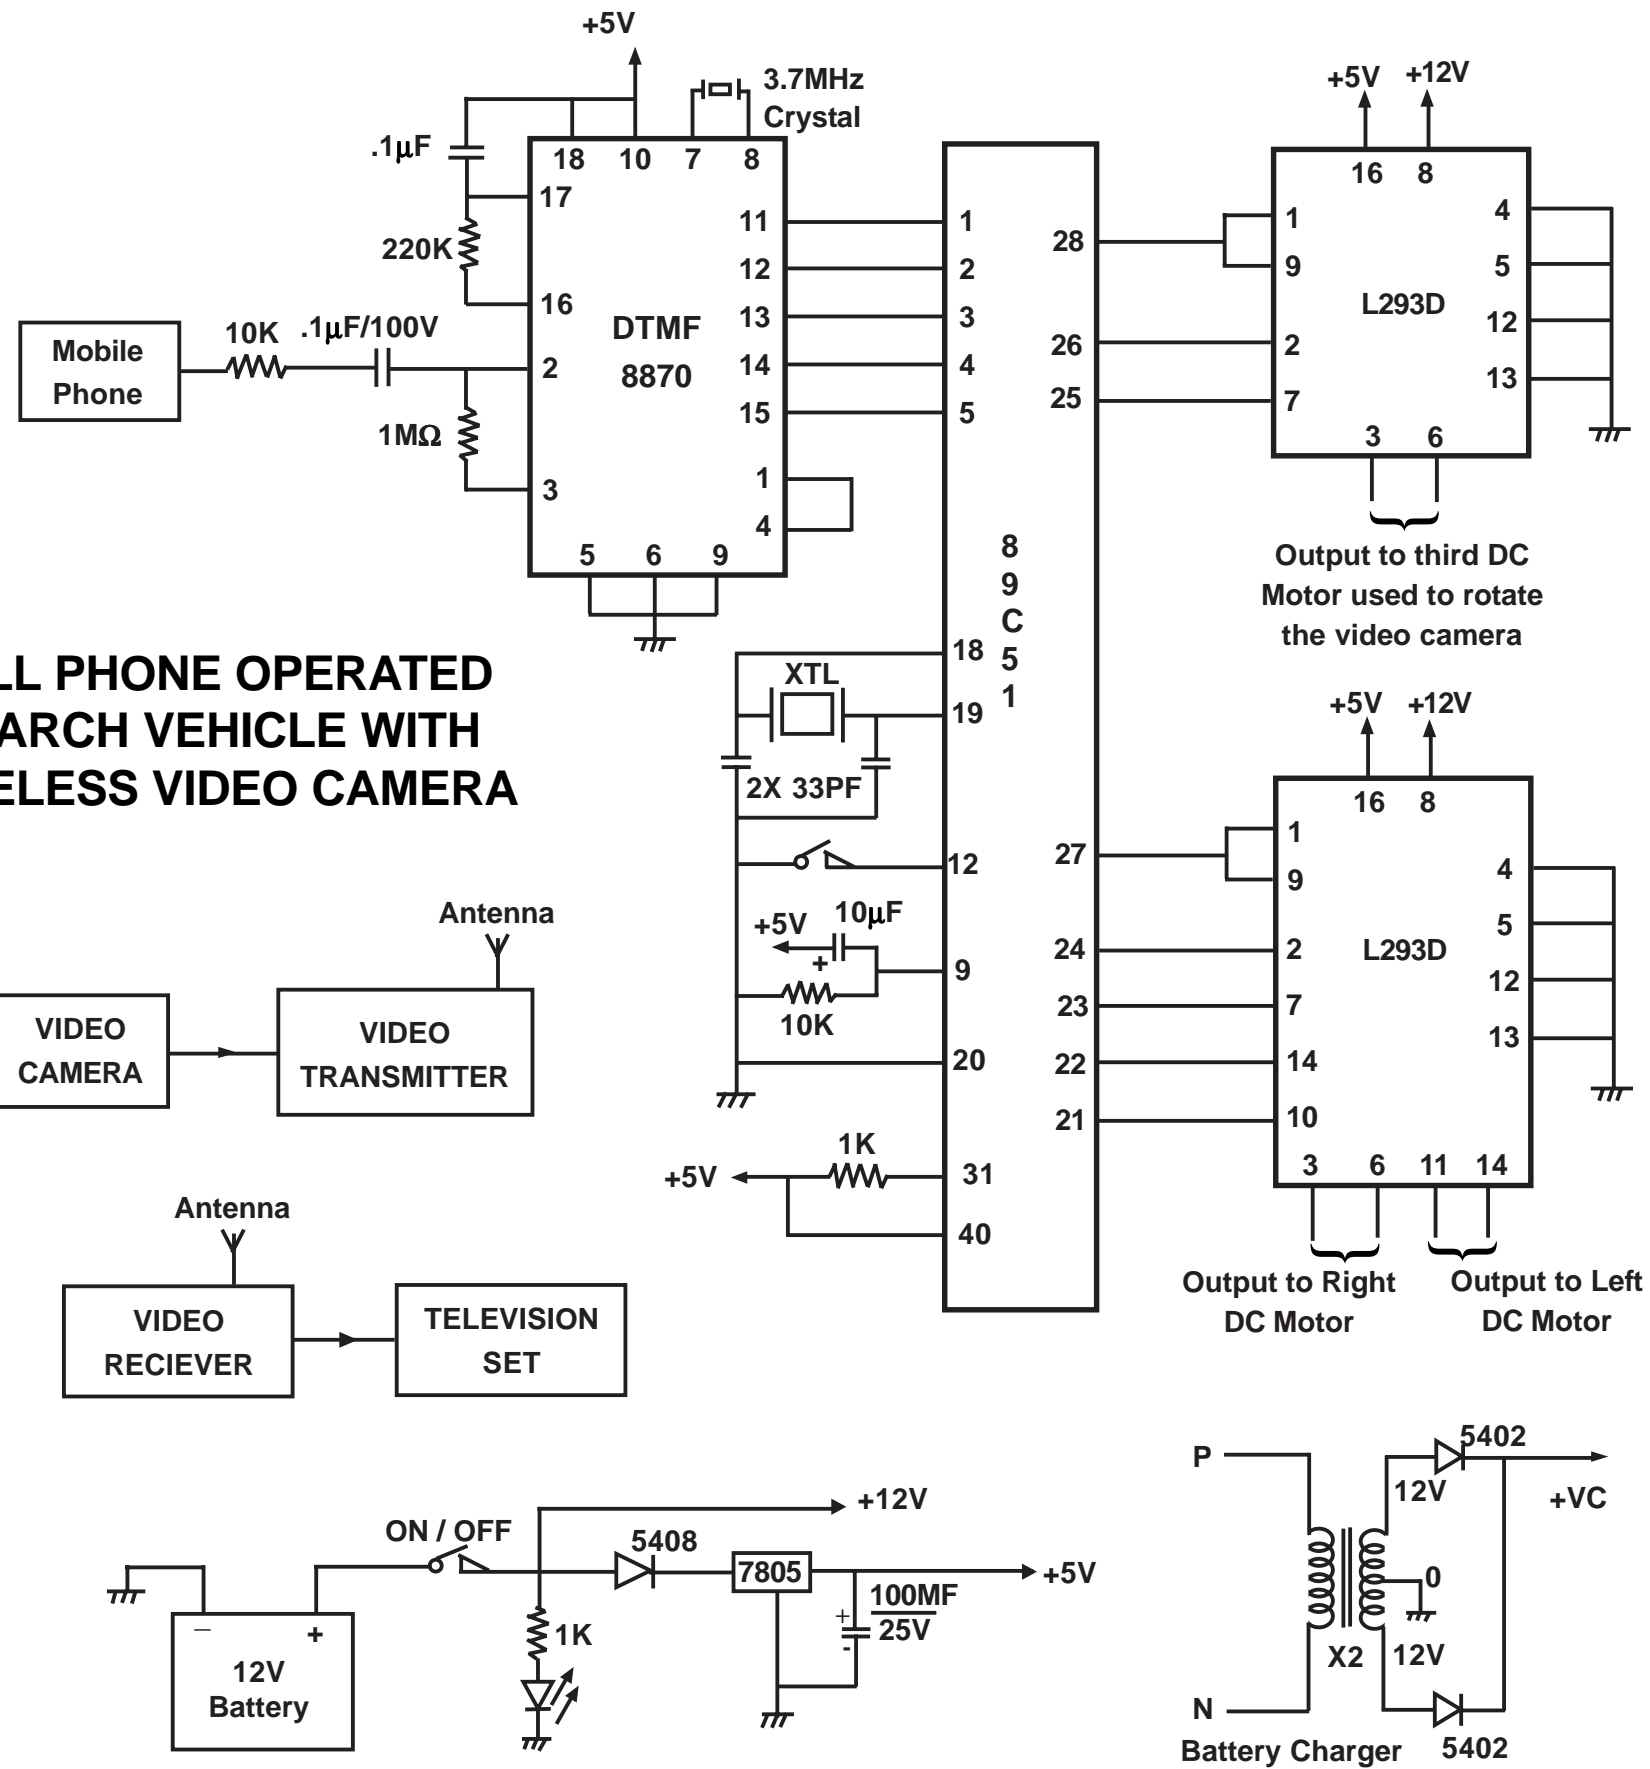 +5V
3.7MHz
Crystal
.1μF
18 10 7 8
17
220K
16
Mobile
Phone
10K
.1μF/100V
2
1MΩ
3
DTMF
8870
11
12
13
14
15
1
4
5 6 9
1
2
3
4
5
8
9
C
5
1
28
26
25
+5V +12V
16 8
1
9
2
7
L293D
4
5
12
13
3 6
Output to third DC
Motor used to rotate
the video camera
LL PHONE OPERATED
ARCH VEHICLE WITH
ELESS VIDEO CAMERA
18
XTL
19
2X 33PF
12
+5V
10μF
+
9
10K
20
1K
+5V
31
40
27
24
23
22
21
+5V +12V
16 8
1
9
2
7
14
10
L293D
4
5
12
13
3 6 11 14
Output to Right
DC Motor
Output to Left
DC Motor
Antenna
VIDEO
CAMERA
VIDEO
TRANSMITTER
Antenna
VIDEO
RECIEVER
TELEVISION
SET
ON / OFF
+12V
5408
7805
+5V
+
100MF
25V
-
1K
–
+
12V
Battery
P
5402
12V
+VC
0
X2
12V
N
Battery Charger
5402